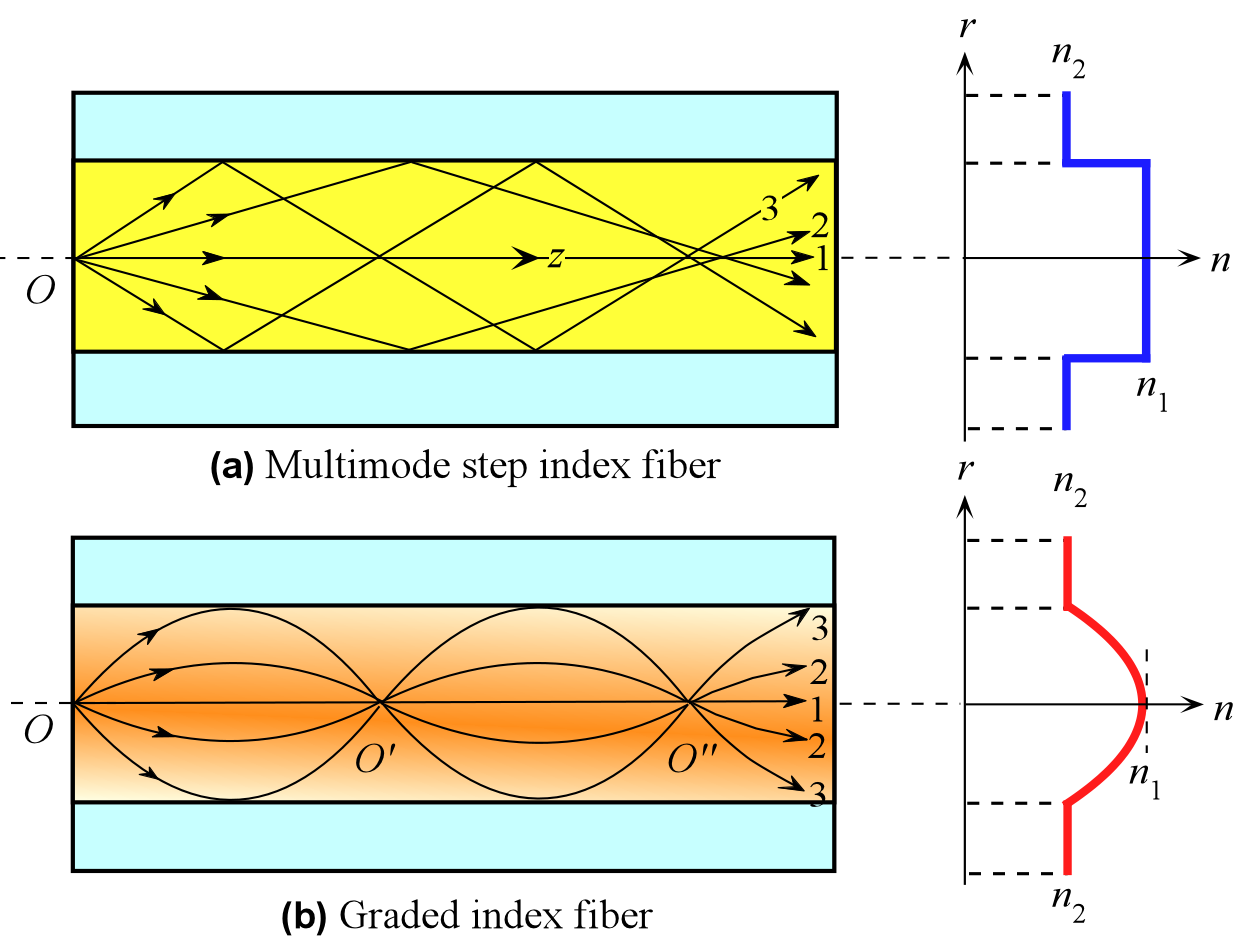 r
n2
3
2
O
z
1
n
n1
(a) Multimode step index fiber
r
n2
3
2
O
1
n
O'
O''
2
n1
3
n2
(b) Graded index fiber